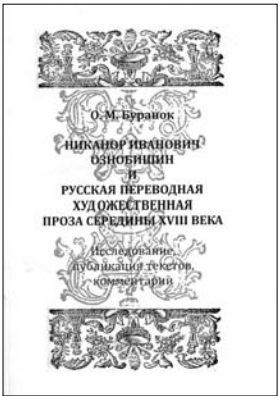 О. М. Буранок
НИКАНОР ИВАНОВИЧ
ОЗНОБИШИН
И
РУССКАЯ ПЕРЕВОДНАЯ
ХУДОЖЕСТВЕННАЯ
ПРОЗА СЕРЕДИНЫ XVIII ВЕКА
Исследование,
публикация текстов,
комментарии